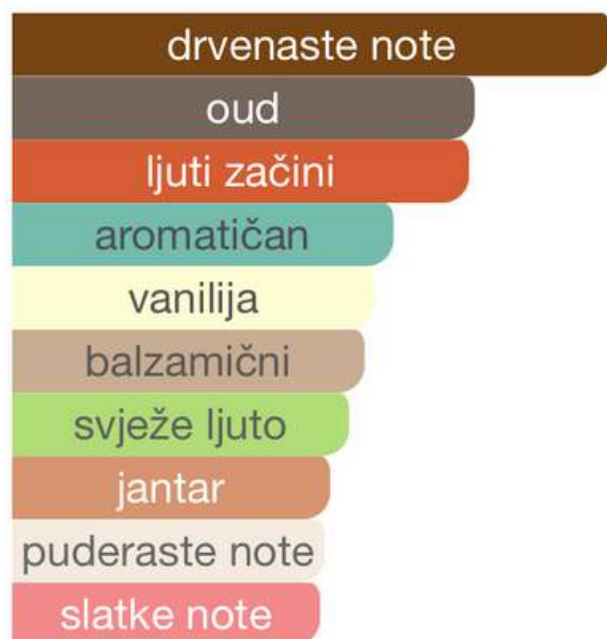 drvenaste note
oud
ljuti začini
aromatičan
vanilija
balzamični
svježe ljuto
jantar
puderaste note
slatke note